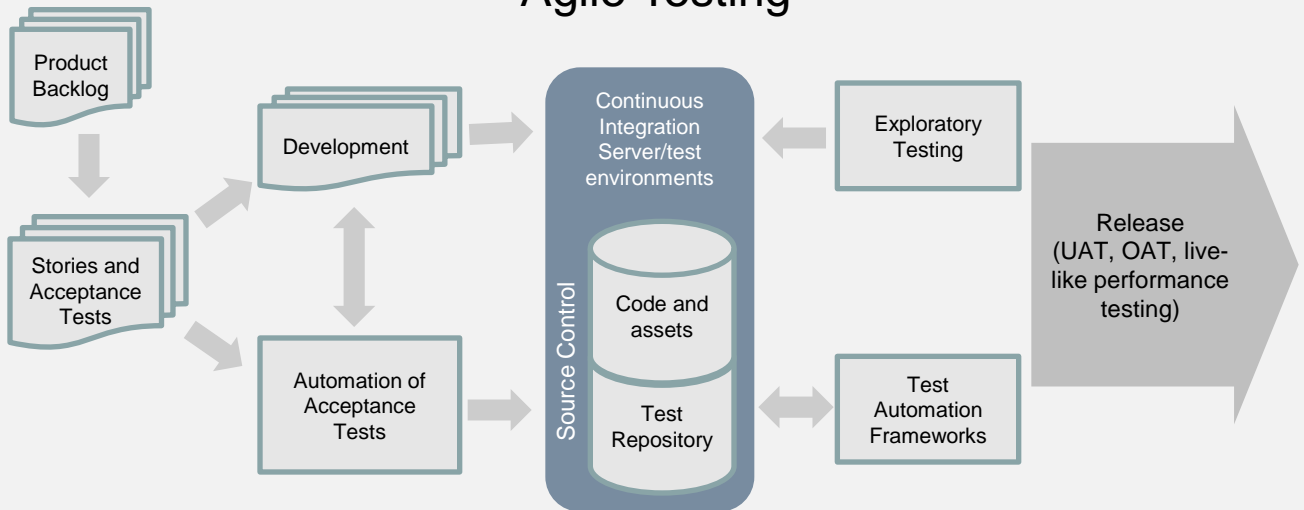 Agile Testing
Product
Backlog
Stories and
Acceptance
Tests
Development
Automation of
Acceptance
Tests
Continuous
Integration
Server/test
environments
Source Control
Code and
assets
Test
Repository
Exploratory
Testing
Test
Automation
Frameworks
Release
(UAT, OAT, live-
like performance
testing)